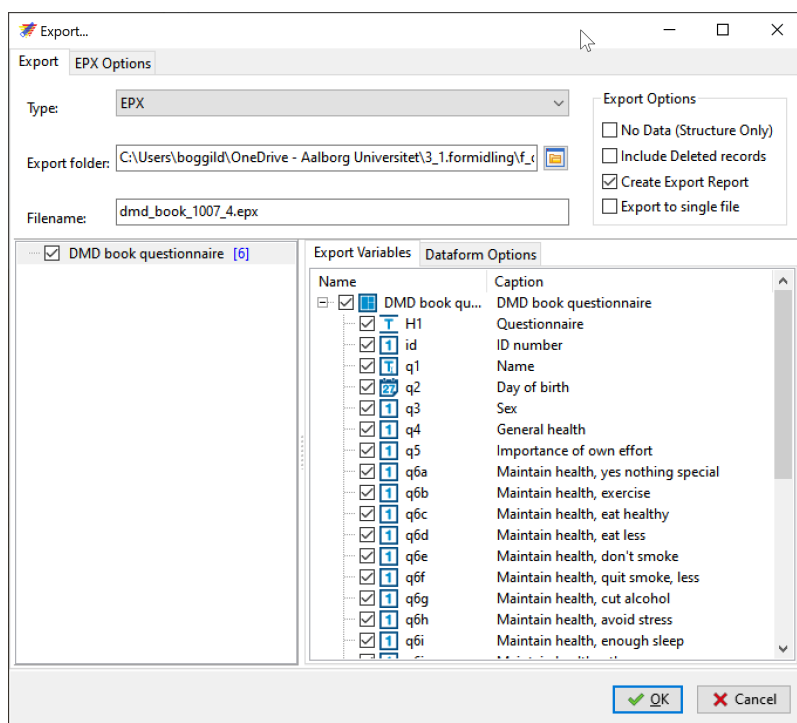 Export...
Export EPX Options
Type: EPX
Export folder: C:\Users\boggild\OneDrive - Aalborg Universitet\3_1.formidling\f_
Filename: dmd_book_1007_4.epx
Export Options
No Data (Structure Only)
Include Deleted records
Create Export Report
Export to single file
DMD book questionnaire [6]
Export Variables Dataform Options
Name Caption
DMD book qu... DMD book questionnaire
H1 Questionnaire
id ID number
q1 Name
q2 Day of birth
q3 Sex
q4 General health
q5 Importance of own effort
q6a Maintain health, yes nothing special
q6b Maintain health, exercise
q6c Maintain health, eat healthy
q6d Maintain health, eat less
q6e Maintain health, don't smoke
q6f Maintain health, quit smoke, less
q6g Maintain health, cut alcohol
q6h Maintain health, avoid stress
q6i Maintain health, enough sleep
OK Cancel